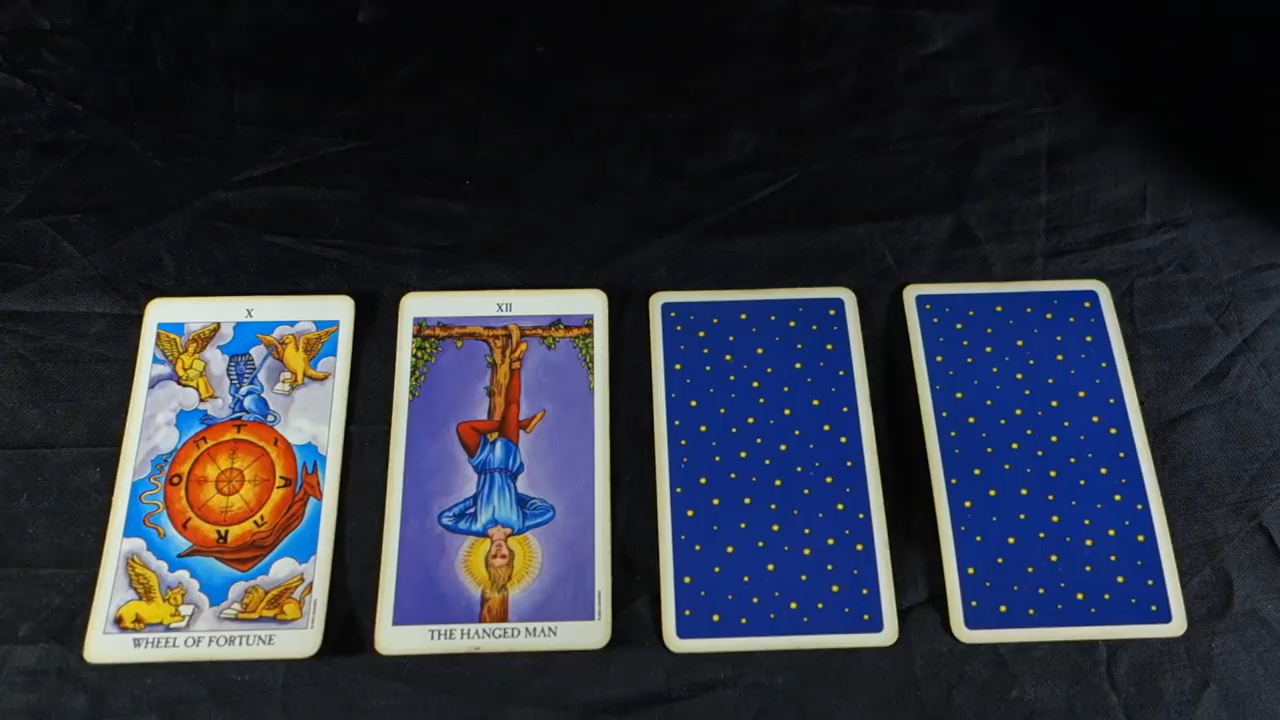 X
XII
T
A
R
O
WHEEL OF FORTUNE
THE HANGED MAN